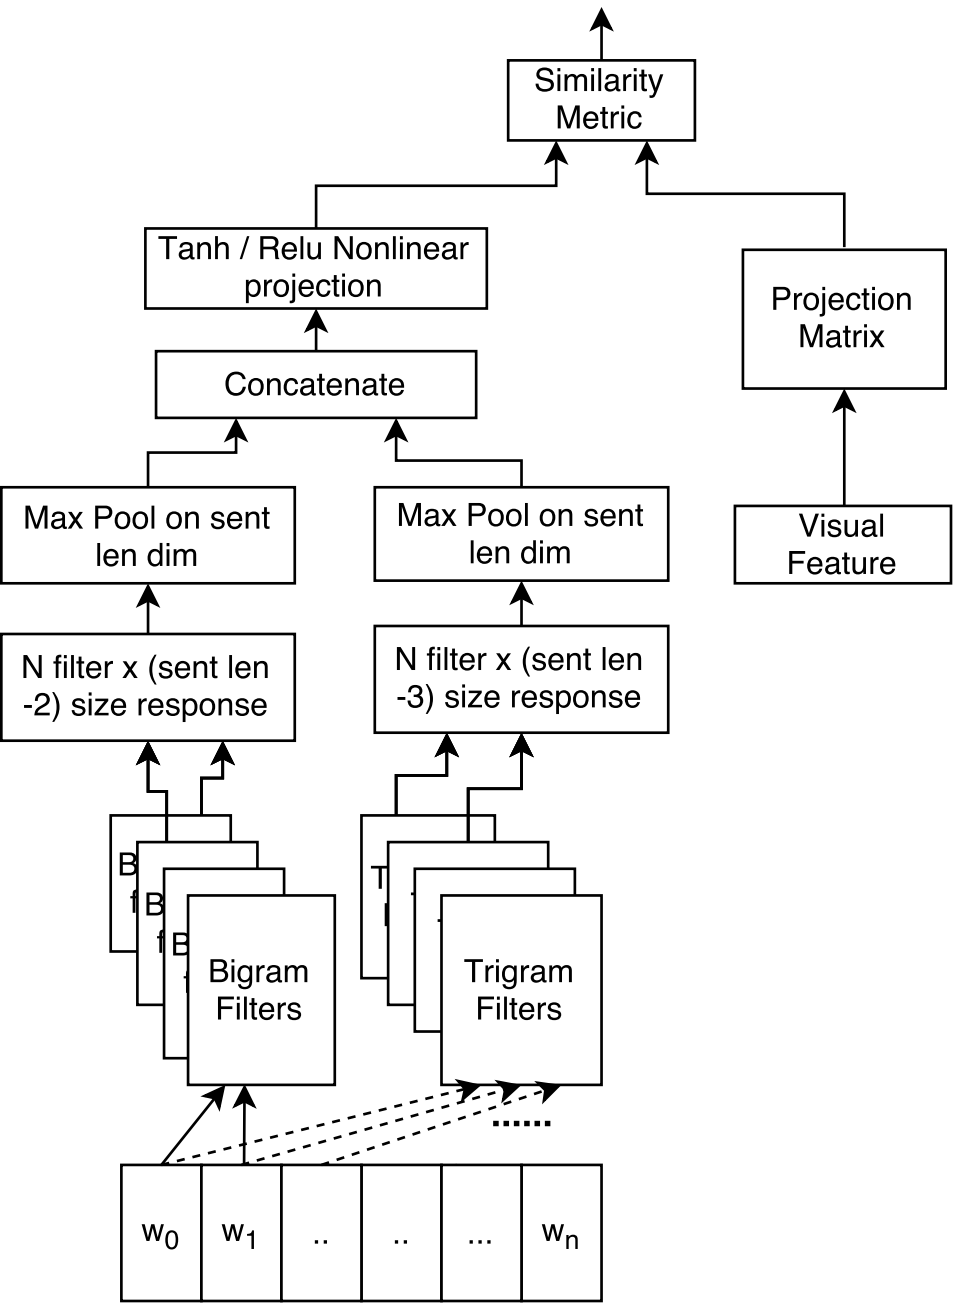 Similarity
Metric
Tanh / Relu Nonlinear
projection
Projection
Matrix
Concatenate
Max Pool on sent
len dim
Max Pool on sent
len dim
Visual
Feature
N filter x (sent len
-2) size response
N filter x (sent len
-3) size response
B
f
B
f
B
T
Bigram
Filters
Trigram
Filters
......
w0
w1
..
..
...
wn